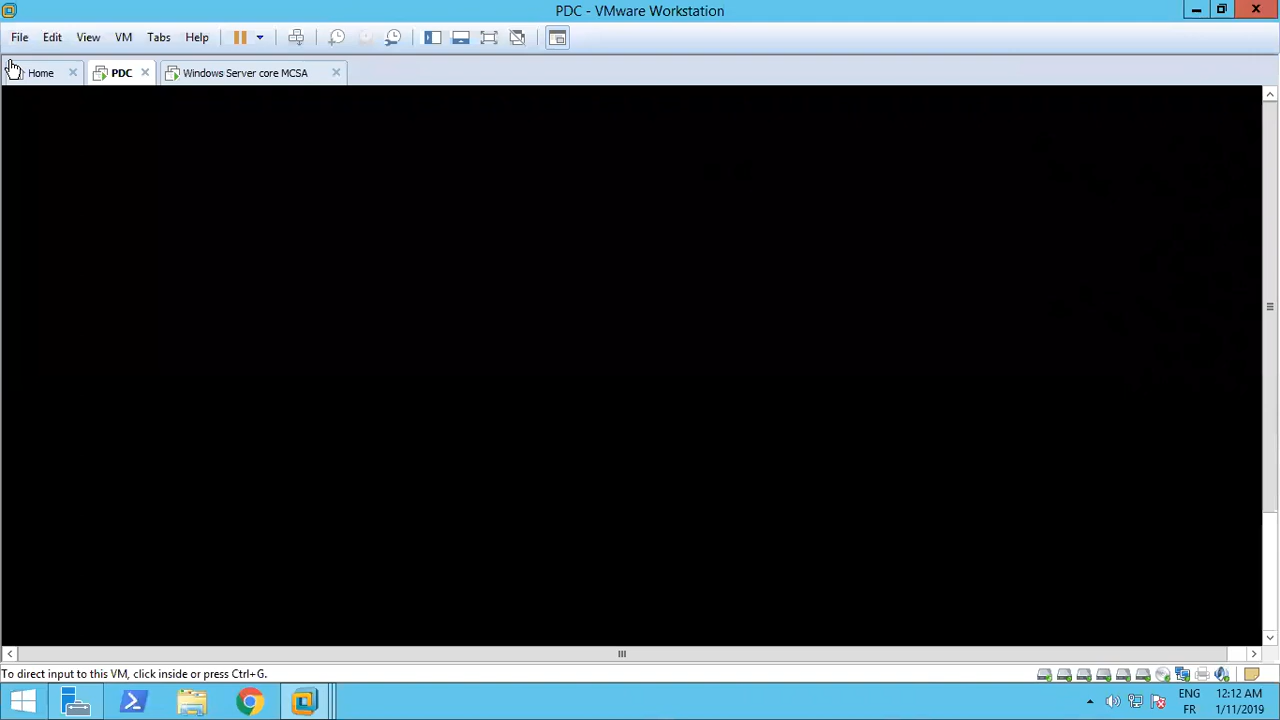 PDC - VMware Workstation
File Edit View VM Tabs Help
Home PDC Windows Server core MCSA
To direct input to this VM, click inside or press Ctrl+G.
ENG 12:12 AM
FR 1/11/2019